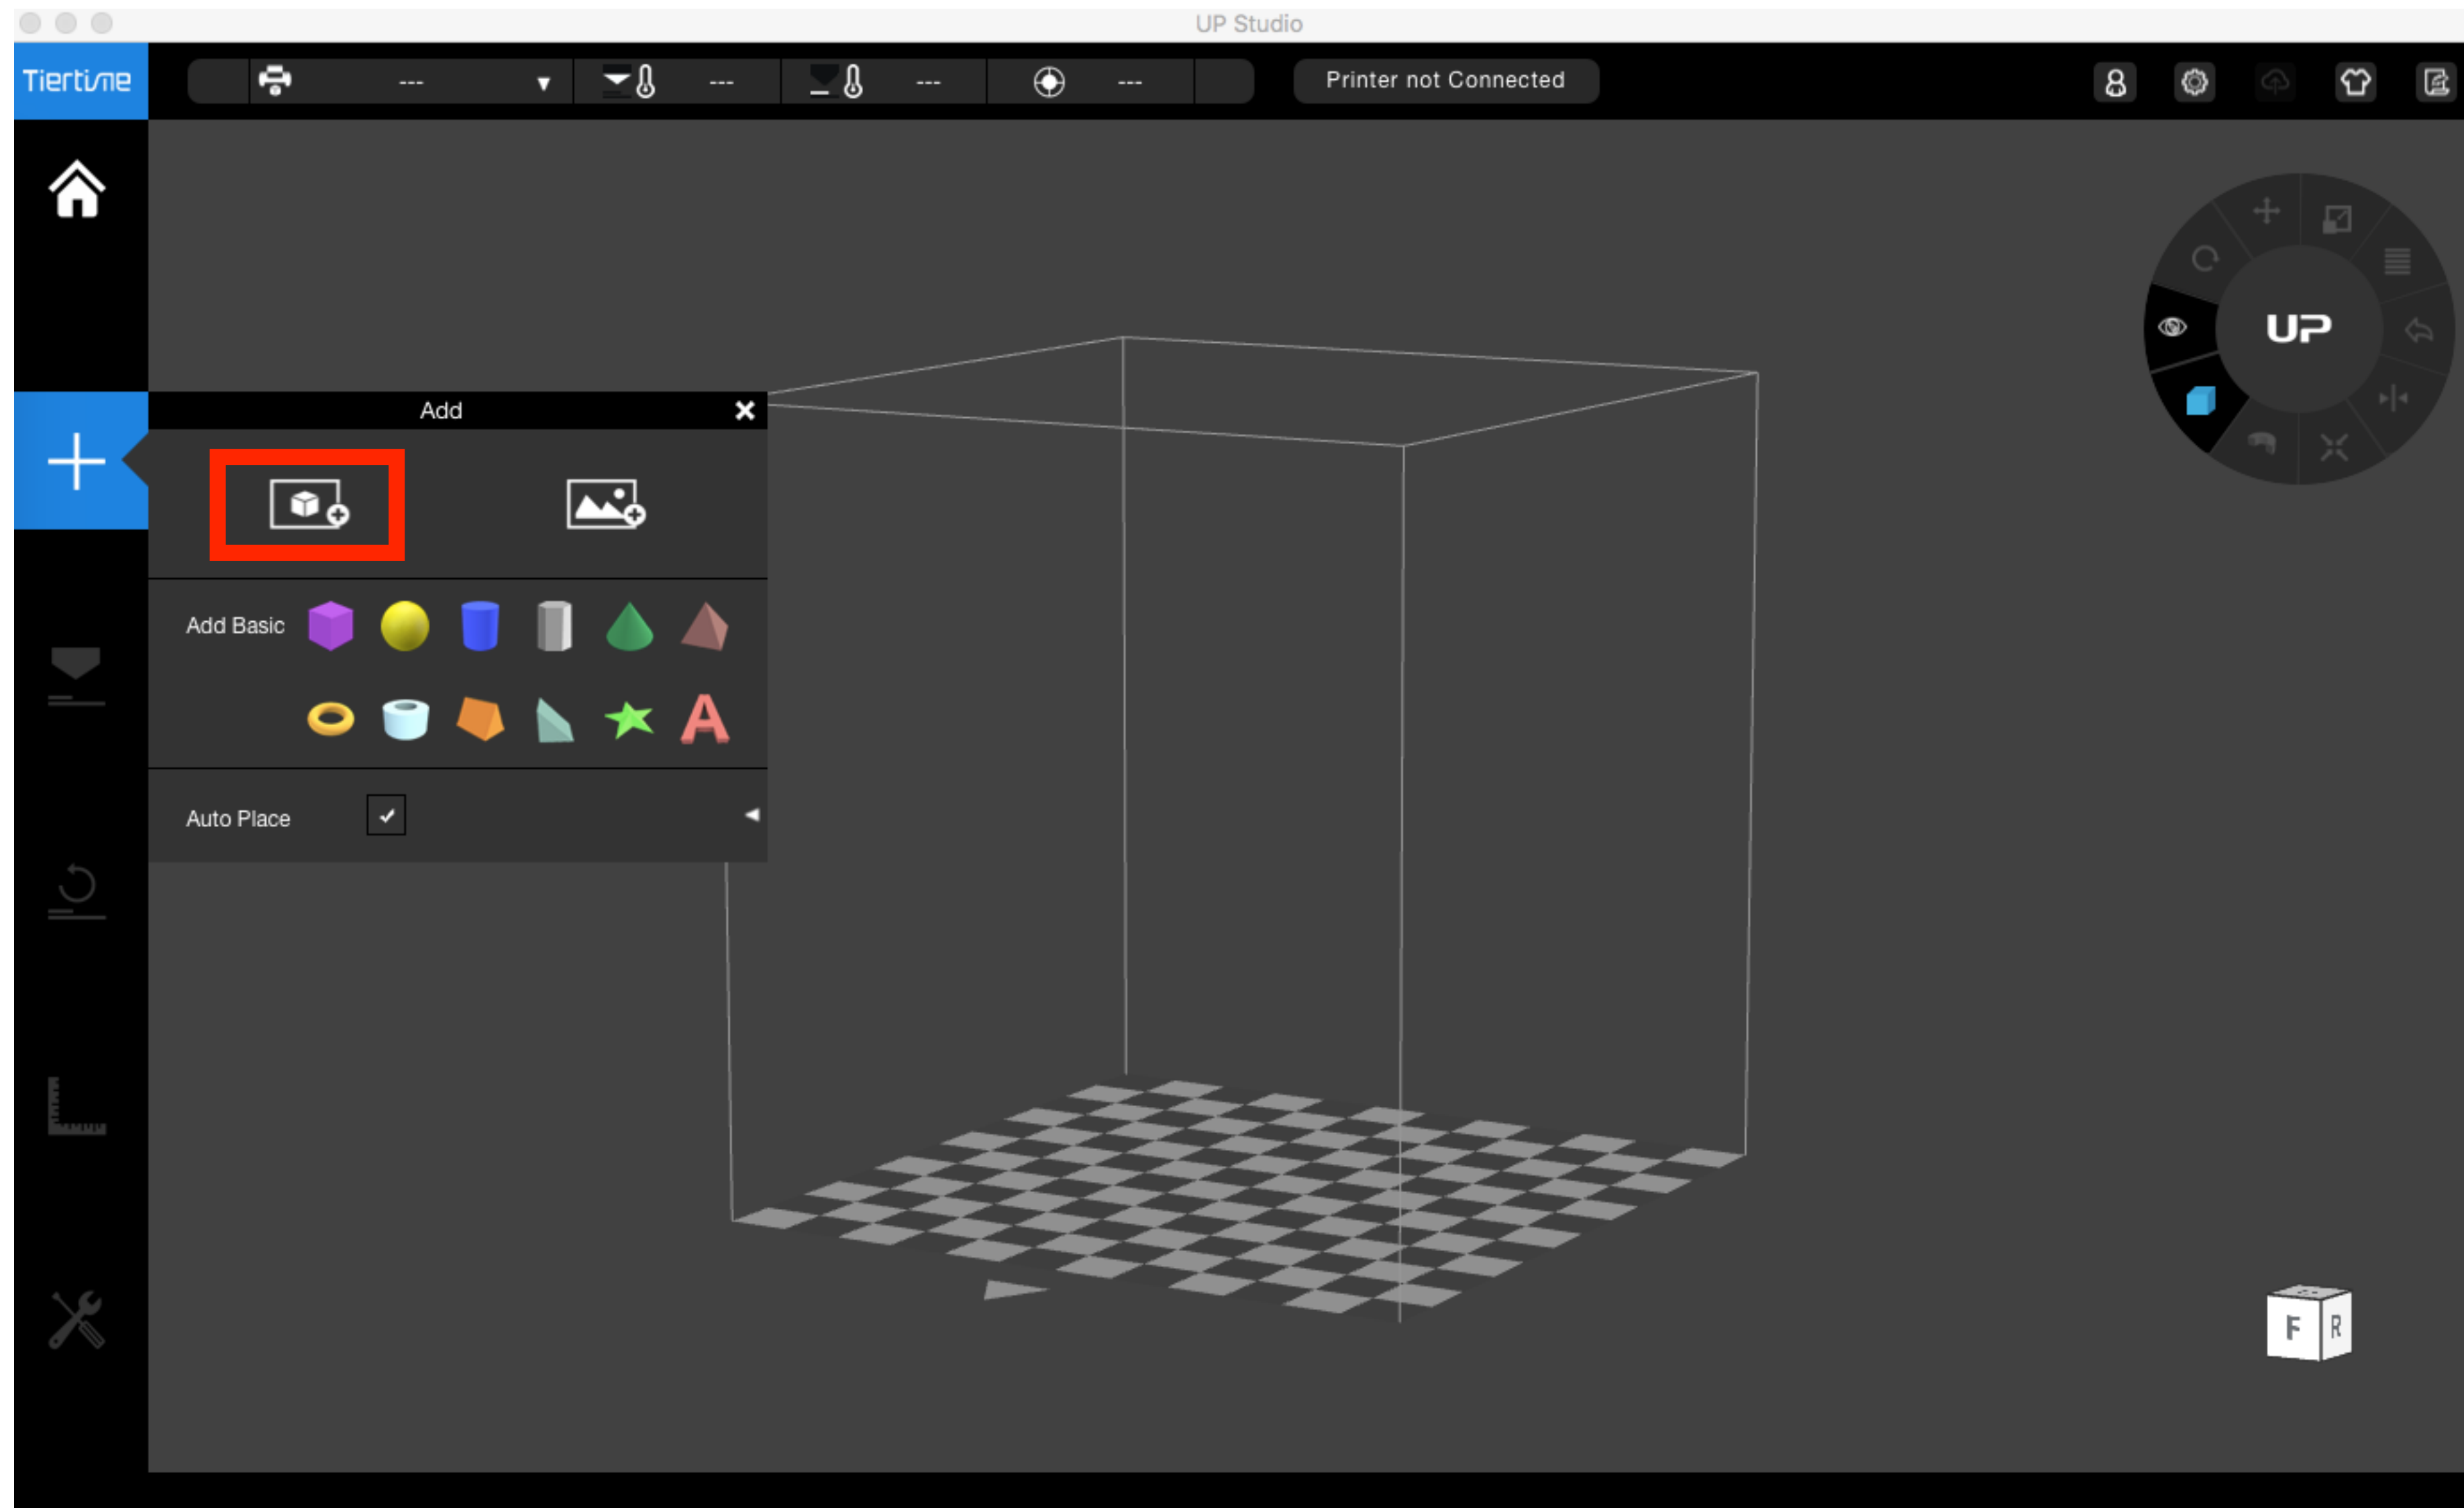 UP Studio
Tiertime
---
---
---
---
Printer not Connected
UP
Add
Add Basic
A
Auto Place
F
R